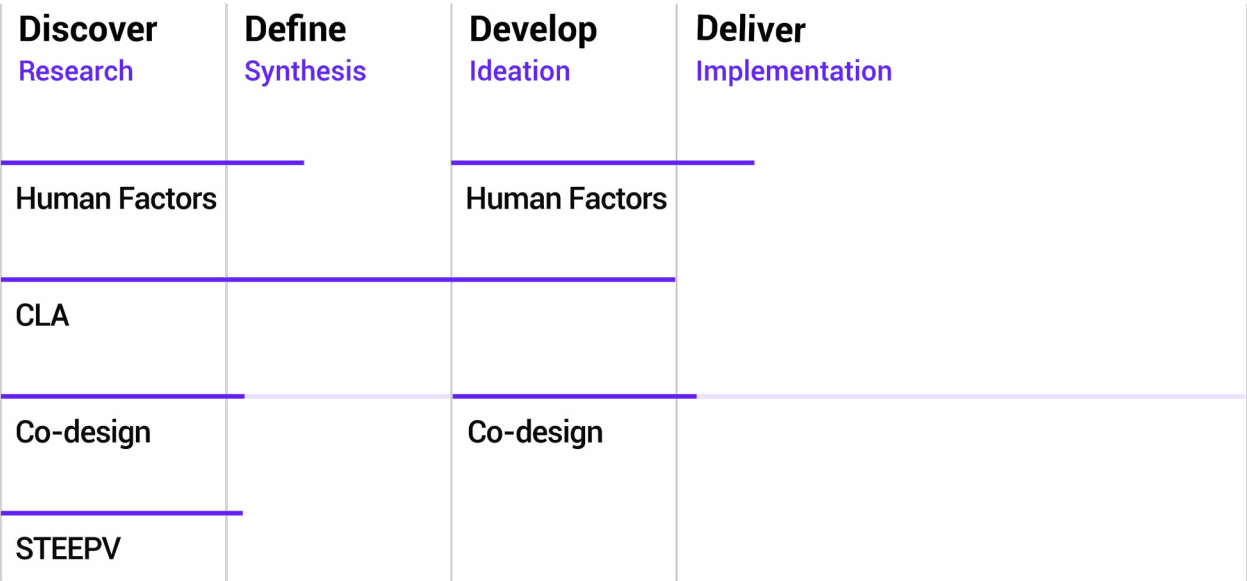 Discover
Research
Define
Synthesis
Develop
Ideation
Deliver
Implementation
Human Factors
Human Factors
CLA
Co-design
Co-design
STEEPV